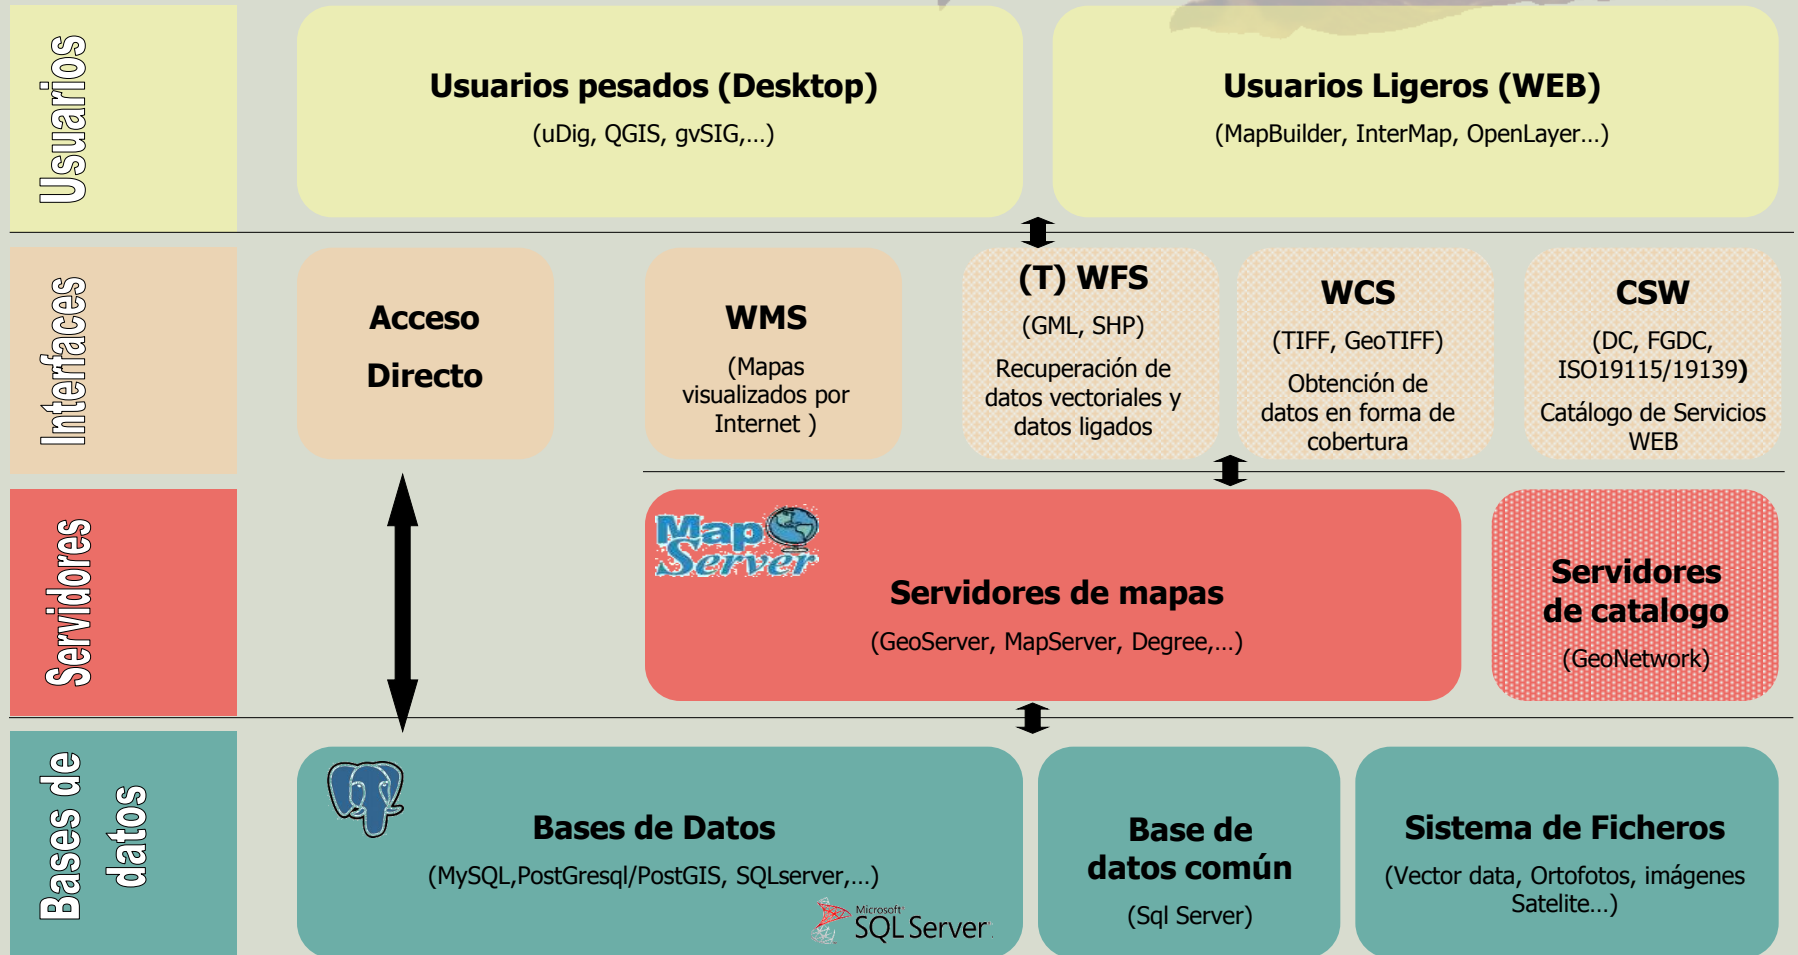 Usuarios
Usuarios pesados (Desktop)
(uDig, QGIS, gvSIG,...)
Usuarios Ligeros (WEB)
(MapBuilder, InterMap, OpenLayer...)
Interfaces
Acceso
Directo
WMS
(Mapas
visualizados por
Internet )
(T) WFS
(GML, SHP)
Recuperación de
datos vectoriales y
datos ligados
WCS
(TIFF, GeoTIFF)
Obtención de
datos en forma de
cobertura
CSW
(DC, FGDC,
ISO19115/19139)
Catálogo de Servicios
WEB
Servidores
Map
Server
Servidores de mapas
(GeoServer, MapServer, Degree,...)
Servidores
de catalogo
(GeoNetwork)
Bases de
datos
Bases de Datos
(MySQL,PostGresql/PostGIS, SQLserver,...)
Microsoft
SQL Server
Base de
datos común
(Sql Server)
Sistema de Ficheros
(Vector data, Ortofotos, imágenes
Satelite...)